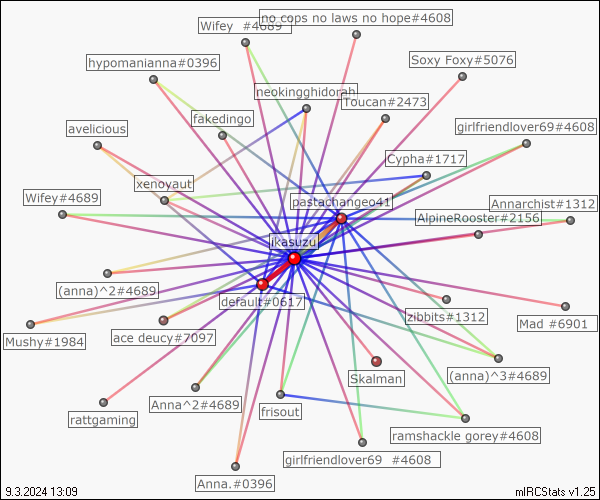 no cops no laws no hope#4608
Wifey  #4689
Soxy Foxy#5076
hypomanianna#0396
neokingghidorah
Toucan#2473
fakedingo
avelicious
girlfriendlover69#4608
Cypha#1717
xenoyaut
Wifey#4689
pastachangeo41
Annarchist#1312
AlpineRooster#2156
ikasuzu
(anna)^2#4689
default#0617
zibbits#1312
Mad #6901
Mushy#1984
ace deucy#7097
Skalman
(anna)^3#4689
Anna^2#4689
frisout
rattgaming
ramshackle gorey#4608
girlfriendlover69  #4608
Anna.#0396
9.3.2024 13:09
mIRCStats v1.25